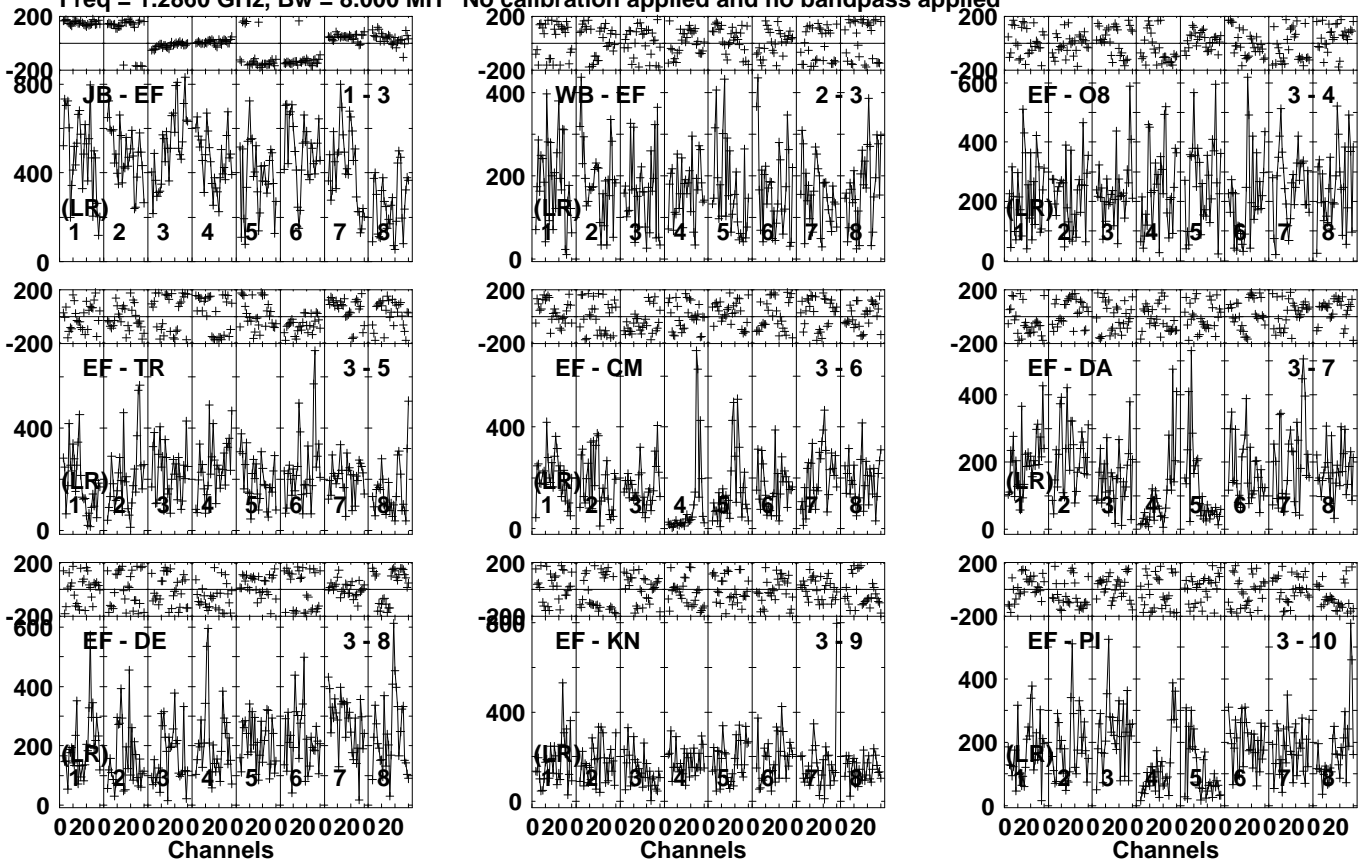 Freq = 1.2860 GHz, Bw = 8.000 MH No calibration applied and no bandpass applied
200 200 200
-200 -200 -200
800 JB - EF 1 - 3 400 WB - EF 2 - 3 600 EF - O8 3 - 4
400 200 400
200
(LR) (LR) (LR)
1 2 3 4 5 6 7 8 1 2 3 4 5 6 7 8 1 2 3 4 5 6 7 8
0 0 0
200 200 200
-200 -200 -200
EF - TR 3 - 5 EF - CM 3 - 6 EF - DA 3 - 7
400 400 400
200
(LR) (LR) (LR)
1 2 3 4 5 6 7 8 1 2 3 4 5 6 7 8 1 2 3 4 5 6 7 8
0 0 0
200 200 200
-200 -200 -200
600 EF - DE 3 - 8 800 EF - KN 3 - 9 EF - PI 3 - 10
400 400 400
200 200
(LR) (LR) (LR)
1 2 3 4 5 6 7 8 1 2 3 4 5 6 7 8 1 2 3 4 5 6 7 8
0 0 0
0 20 0 20 0 20 0 20 0 20 0 20 0 20 0 20 0 20 0 20 0 20 0 20 0 20 0 20 0 20 0 20 0 20 0 20 0 20 0 20 0 20 0 20 0 20 0 20
Channels Channels Channels